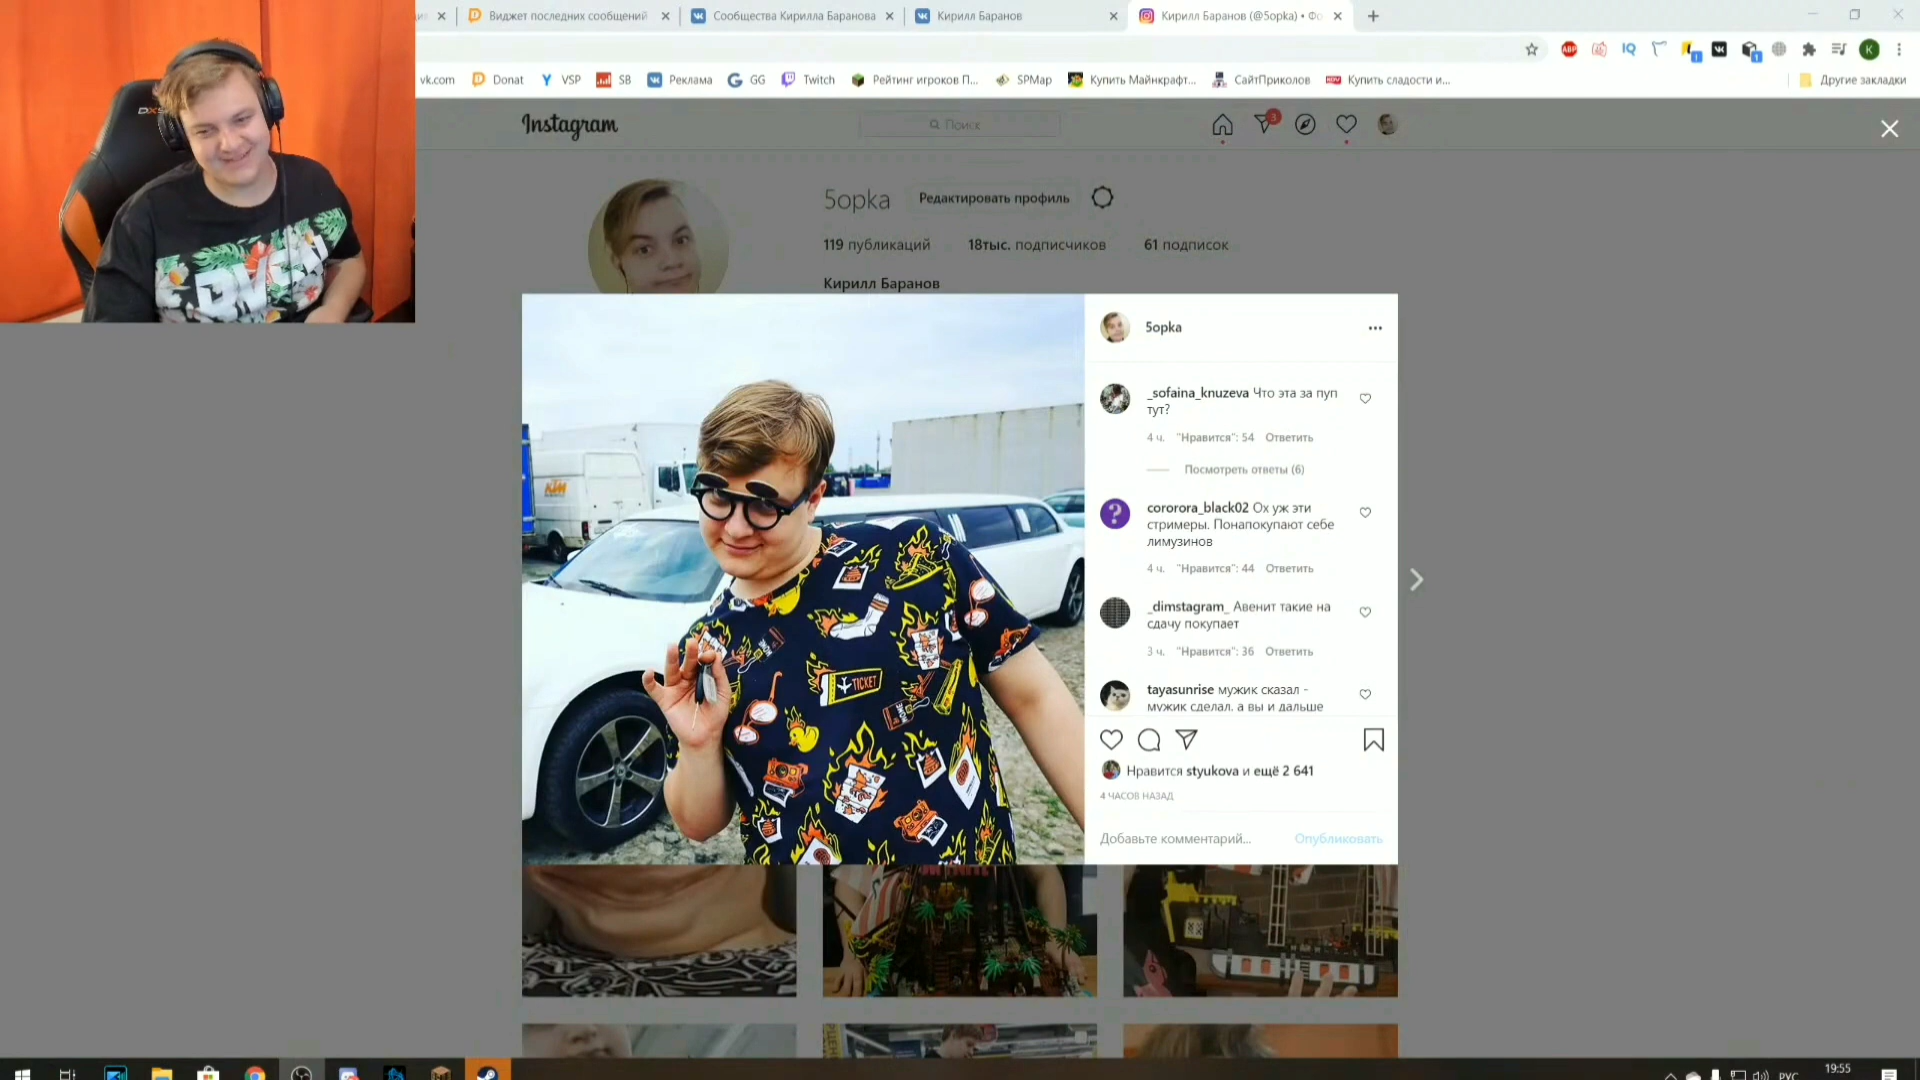 Виджет последних сообщений
Сообщества Кирилла Баранова
Кирилл Баранов
Кирилл Баранов (@5opka) • Фо
vk.com
Donat
VSP
SB
Реклама
GG
Twitch
Рейтинг игроков П...
SPMap
Купить Майнкрафт...
СайтПриколов
Купить сладости и...
Другие закладки
ABP
IQ
K
Instagram
Поиск
3
5opka
Редактировать профиль
119 публикаций
18тыс. подписчиков
61 подписок
Кирилл Баранов
KTM
TICKET
5opka
_sofaina_knuzeva Что эта за пуп
тут?
4 ч. "Нравится": 54 Ответить
Посмотреть ответы (6)
cororora_black02 Ох уж эти
стримеры. Понапокупают себе
лимузинов
4 ч. "Нравится": 44 Ответить
_dimstagram_ Авенит такие на
сдачу покупает
3 ч. "Нравится": 36 Ответить
tayasunrise мужик сказал -
мужик сделал. а вы и дальше
Нравится styukova и ещё 2 641
4 ЧАСОВ НАЗАД
Добавьте комментарий...
Опубликовать
РУС
19:55